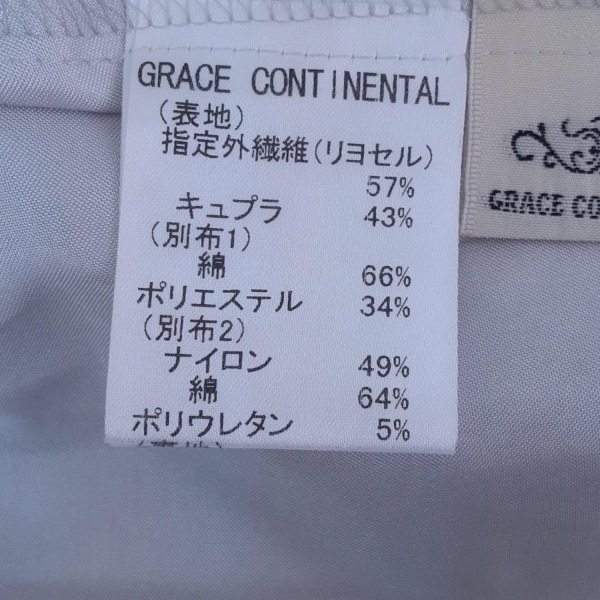 GRACE CONTINENTAL
(表地)
指定外繊維(リヨセル)
57%
キュプラ 43%
(別布1)
綿 66%
ポリエステル 34%
(別布2)
ナイロン 49%
綿 64%
ポリウレタン 5%
GRACE CO